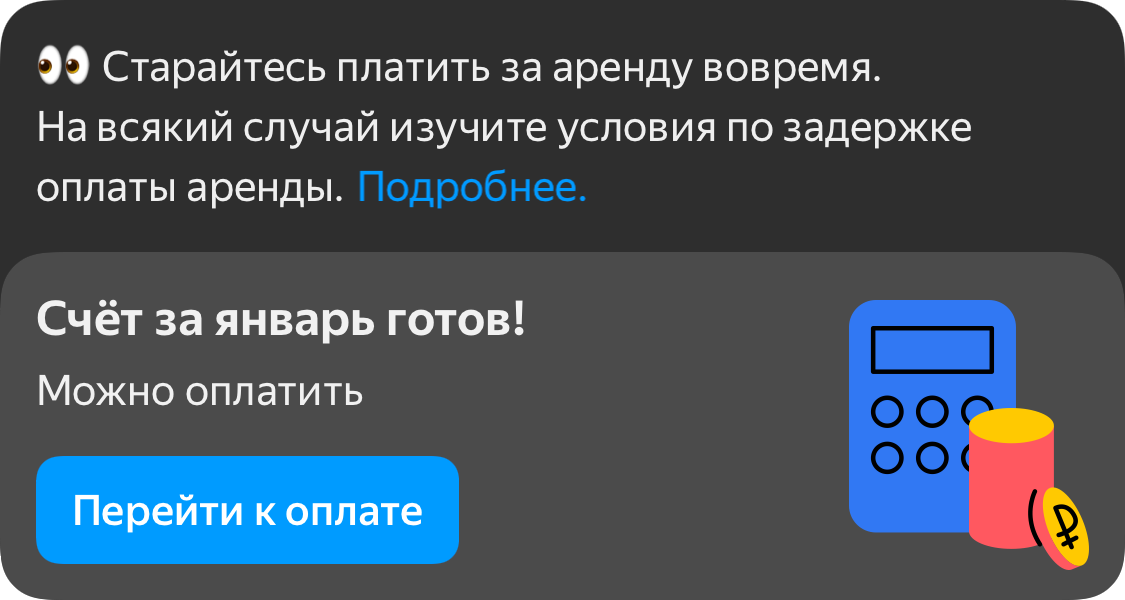 👀 Старайтесь платить за аренду вовремя.
На всякий случай изучите условия по задержке
оплаты аренды. Подробнее.
Счёт за январь готов!
Можно оплатить
Перейти к оплате
₽